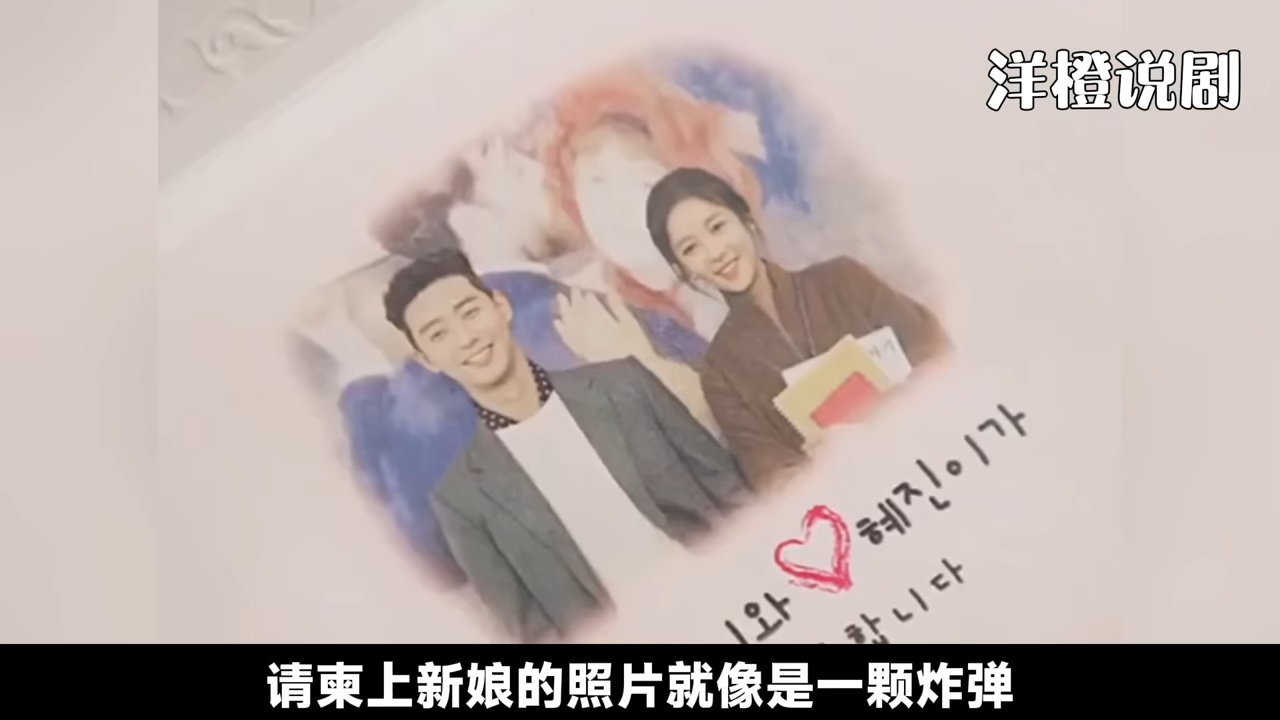 洋橙说剧
이와 혜진이가
합니다
请柬上新娘的照片就像是一颗炸弹